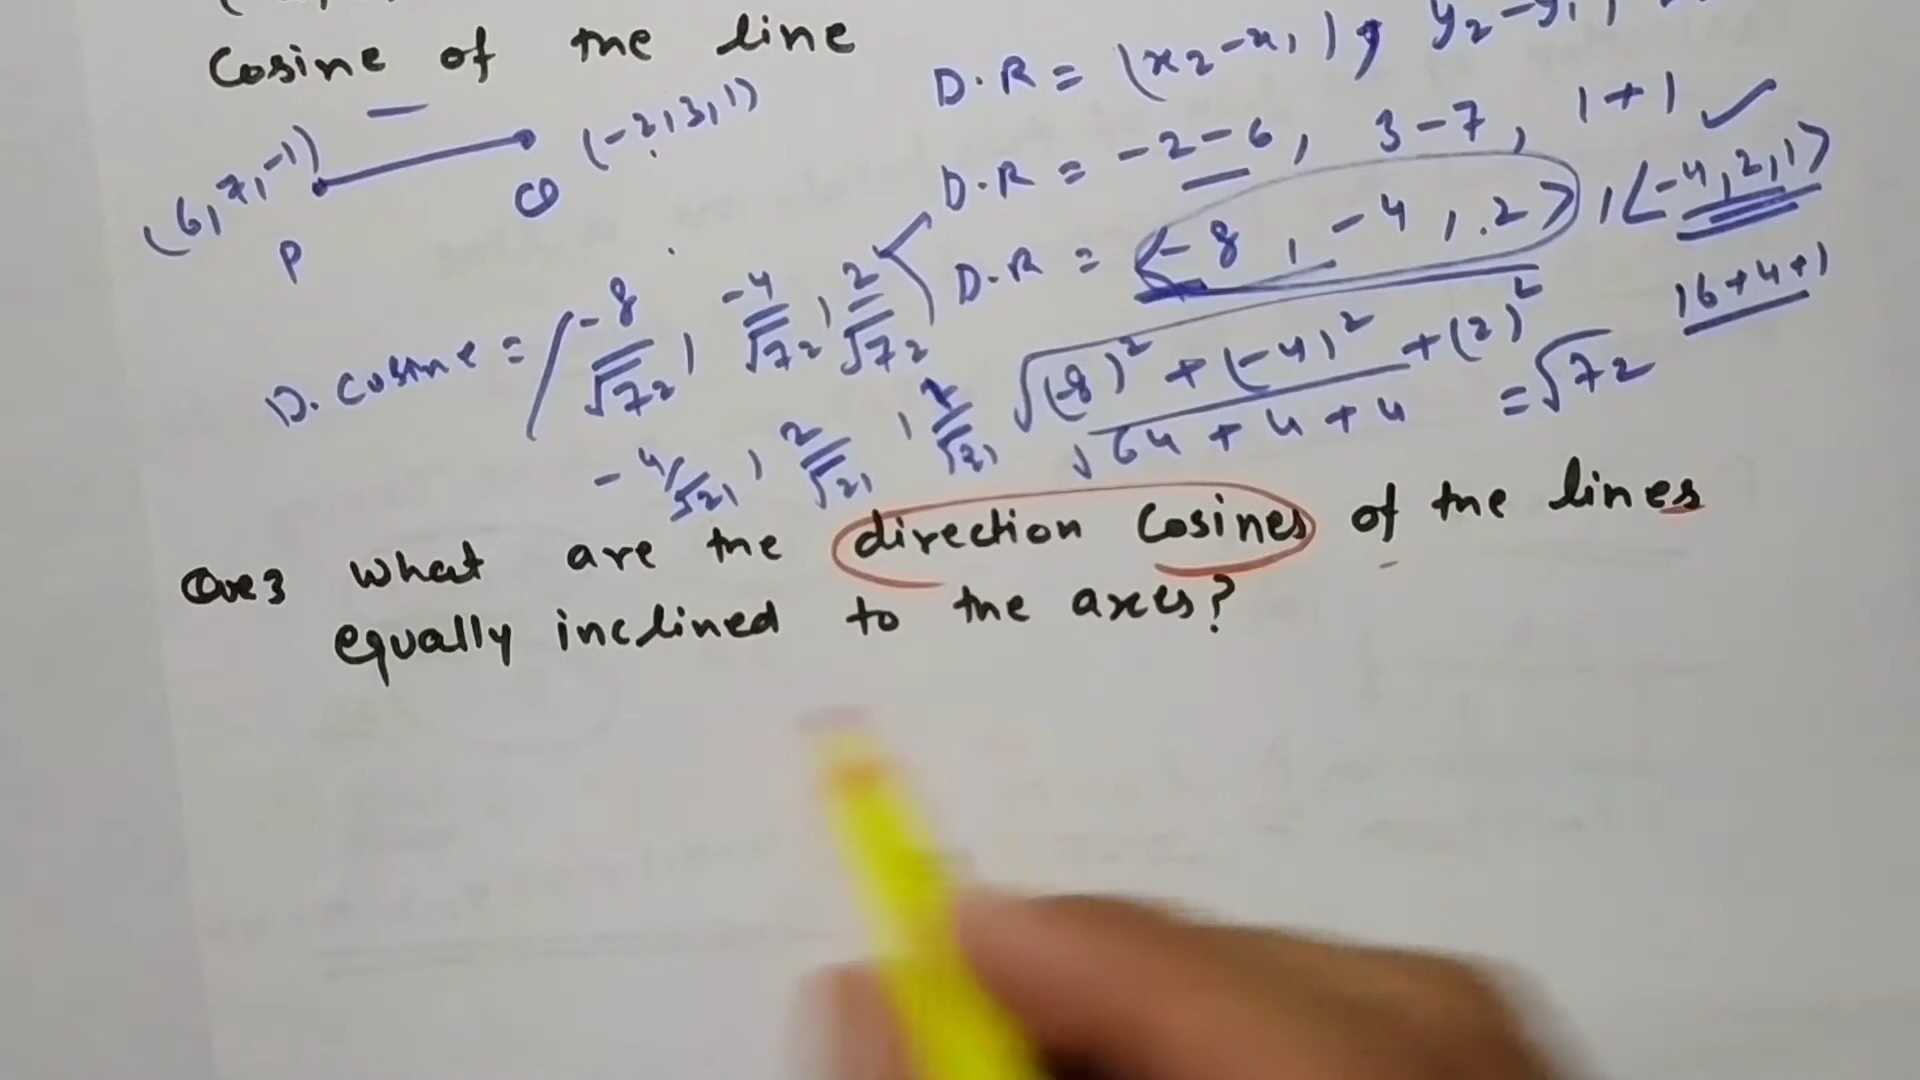 Cosine of the line
D.R = (x₂-x₁), y₂-y₁,
(6,7,-1) (-2,3,1)
P Q
D.R = -2-6, 3-7, 1+1 ✓
D.R = <-8, -4, 2>, <-4,2,1>
16+4+1
D. cosine = <-8/√72, -4/√72, 2/√72
√(-8)²+(-4)²+(2)²
√64+4+4 = √72
-4/√21, 2/√21, 1/√21
Que3 What are the direction Cosines of the lines
equally inclined to the axes?